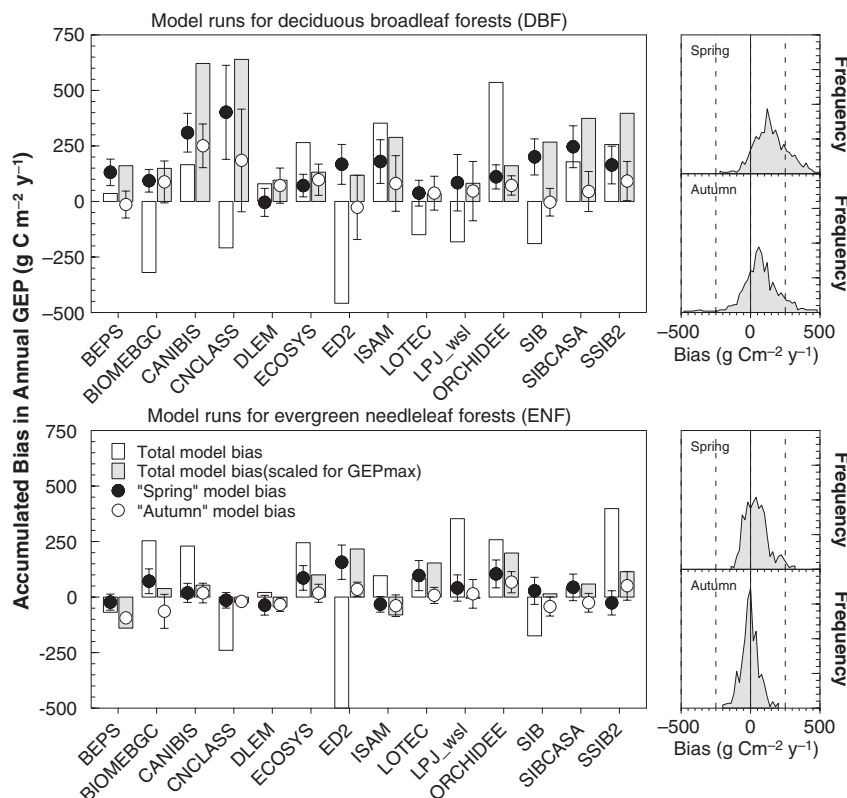 Model runs for deciduous broadleaf forests (DBF)
750
500
250
0
−250
−500
BEPS
BIOMEBGC
CANIBIS
CNCLASS
DLEM
ECOSYS
ED2
ISAM
LOTEC
LPJ_wsl
ORCHIDEE
SIB
SIBCASA
SSIB2
Spring
Frequency
Autumn
Frequency
−500
0
500
Bias (g Cm−2 y−1)
Accumulated Bias in Annual GEP (g C m−2 y−1)
Model runs for evergreen needleleaf forests (ENF)
750
500
250
0
-250
-500
Total model bias
Total model bias(scaled for GEPmax)
"Spring" model bias
"Autumn" model bias
BEPS
BIOMEBGC
CANIBIS
CNCLASS
DLEM
ECOSYS
ED2
ISAM
LOTEC
LPJ_wsl
ORCHIDEE
SIB
SIBCASA
SSIB2
Spring
Frequency
Autumn
Frequency
-500
0
500
Bias (g Cm−2 y−1)